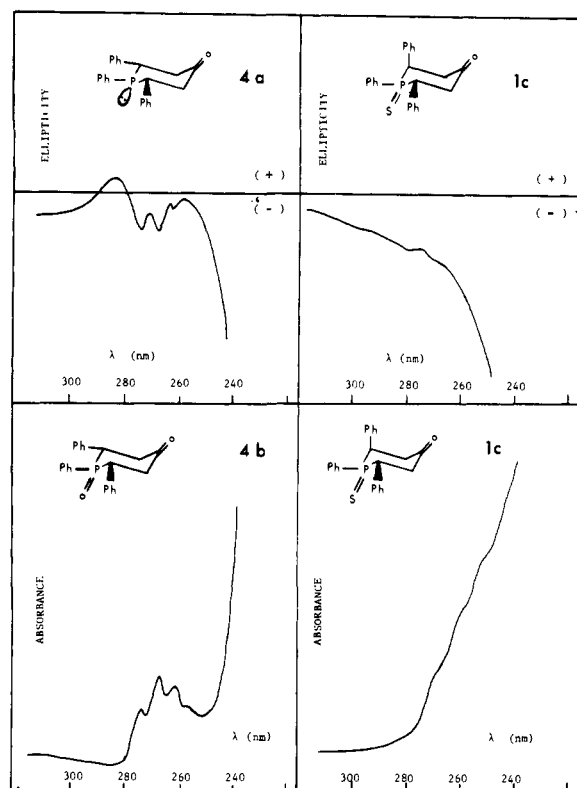 Ph
O
4a
Ph
P
Ph
ELLIPTICITY
(+)
(-)
λ (nm)
300 280 260 240
Ph
O
1c
Ph
P
S
Ph
ELLIPTICITY
(+)
(-)
λ (nm)
300 280 260 240
Ph
O
4b
Ph
P
O
Ph
ABSORBANCE
λ (nm)
300 280 260 240
Ph
O
1c
Ph
P
S
Ph
ABSORBANCE
λ (nm)
300 280 260 240